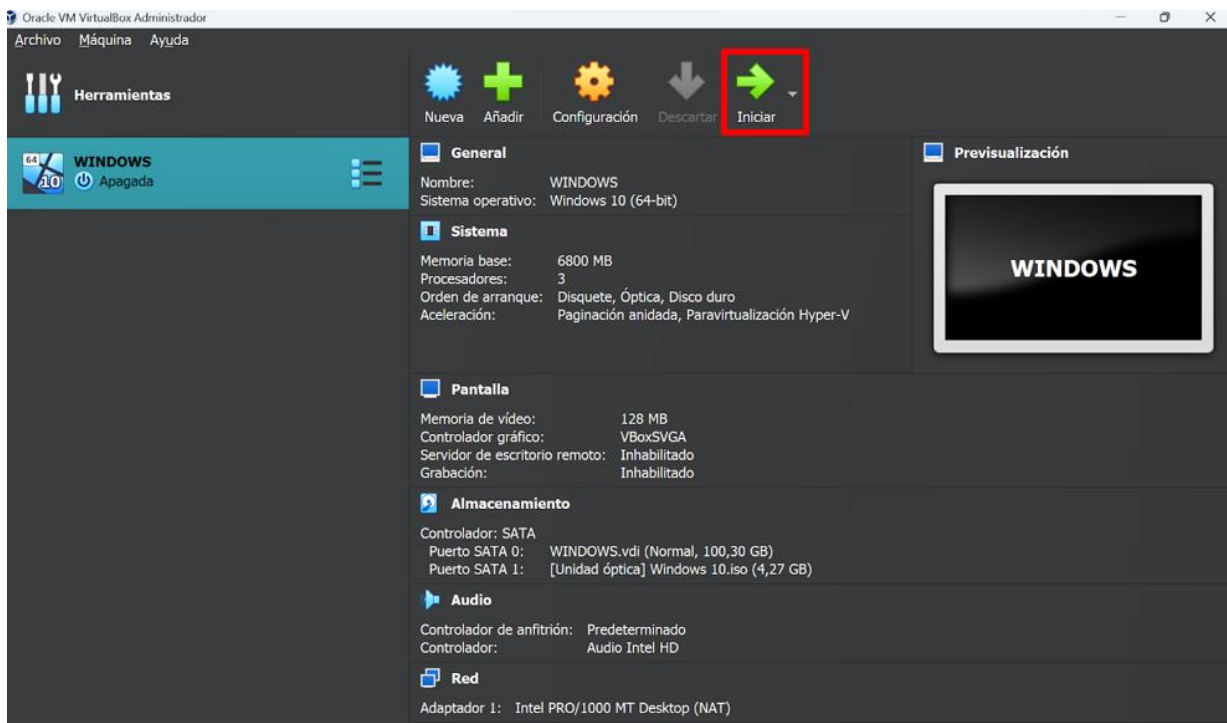 Oracle VM VirtualBox Administrador
Archivo Máquina Ayuda
Herramientas
Nueva Añadir Configuración Descartar Iniciar
64
10
WINDOWS
Apagada
General
Nombre: WINDOWS
Sistema operativo: Windows 10 (64-bit)
Previsualización
WINDOWS
Sistema
Memoria base: 6800 MB
Procesadores: 3
Orden de arranque: Disquete, Óptica, Disco duro
Aceleración: Paginación anidada, Paravirtualización Hyper-V
Pantalla
Memoria de vídeo: 128 MB
Controlador gráfico: VBoxSVGA
Servidor de escritorio remoto: Inhabilitado
Grabación: Inhabilitado
Almacenamiento
Controlador: SATA
Puerto SATA 0: WINDOWS.vdi (Normal, 100,30 GB)
Puerto SATA 1: [Unidad óptica] Windows 10.iso (4,27 GB)
Audio
Controlador de anfitrión: Predeterminado
Controlador: Audio Intel HD
Red
Adaptador 1: Intel PRO/1000 MT Desktop (NAT)